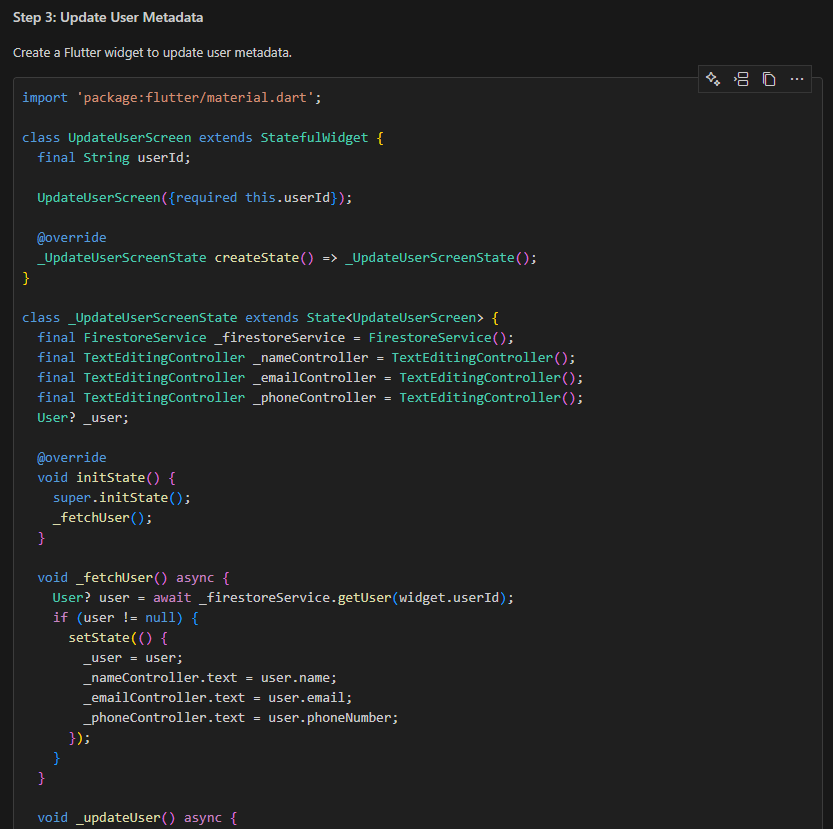 Step 3: Update User Metadata
Create a Flutter widget to update user metadata.
import 'package:flutter/material.dart';
class UpdateUserScreen extends StatefulWidget {
  final String userId;
  UpdateUserScreen({required this.userId});
  @override
  _UpdateUserScreenState createState() => _UpdateUserScreenState();
}
class _UpdateUserScreenState extends State<UpdateUserScreen> {
  final FirestoreService _firestoreService = FirestoreService();
  final TextEditingController _nameController = TextEditingController();
  final TextEditingController _emailController = TextEditingController();
  final TextEditingController _phoneController = TextEditingController();
  User? _user;
  @override
  void initState() {
    super.initState();
    _fetchUser();
  }
  void _fetchUser() async {
    User? user = await _firestoreService.getUser(widget.userId);
    if (user != null) {
      setState(() {
        _user = user;
        _nameController.text = user.name;
        _emailController.text = user.email;
        _phoneController.text = user.phoneNumber;
      });
    }
  }
  void _updateUser() async {